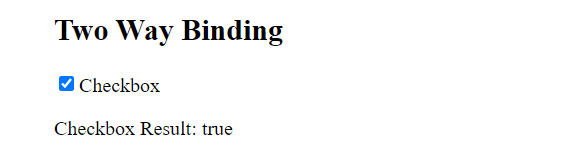 Two Way Binding
Checkbox
Checkbox Result: true